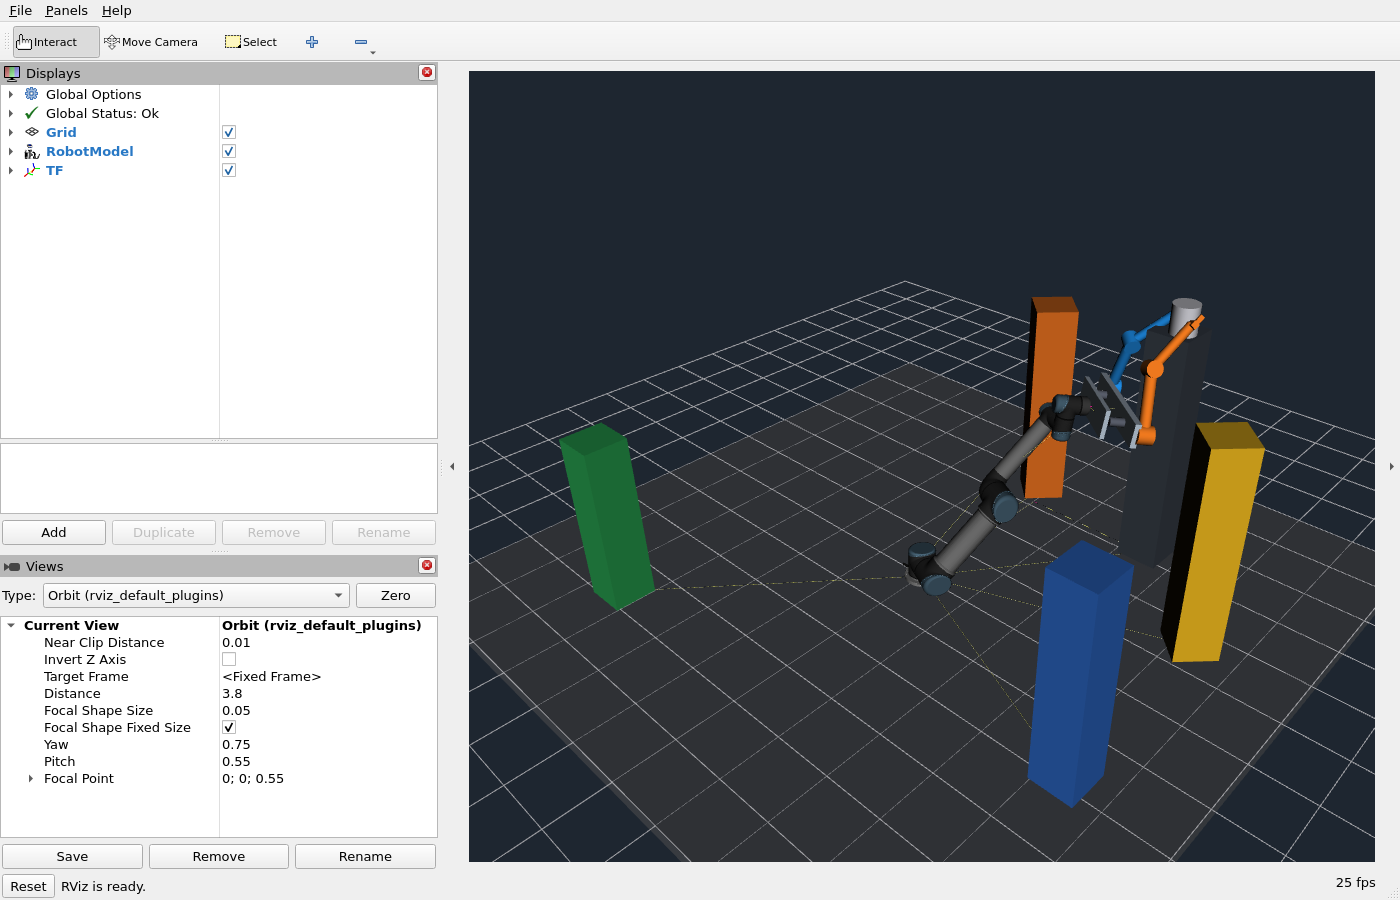 File Panels Help
Interact Move Camera Select
Displays
Global Options
Global Status: Ok
Grid
RobotModel
TF
Add Duplicate Remove Rename
Views
Type: Orbit (rviz_default_plugins) Zero
Current View Orbit (rviz_default_plugins)
Near Clip Distance 0.01
Invert Z Axis
Target Frame <Fixed Frame>
Distance 3.8
Focal Shape Size 0.05
Focal Shape Fixed Size
Yaw 0.75
Pitch 0.55
Focal Point 0; 0; 0.55
Save Remove Rename
Reset RViz is ready. 25 fps